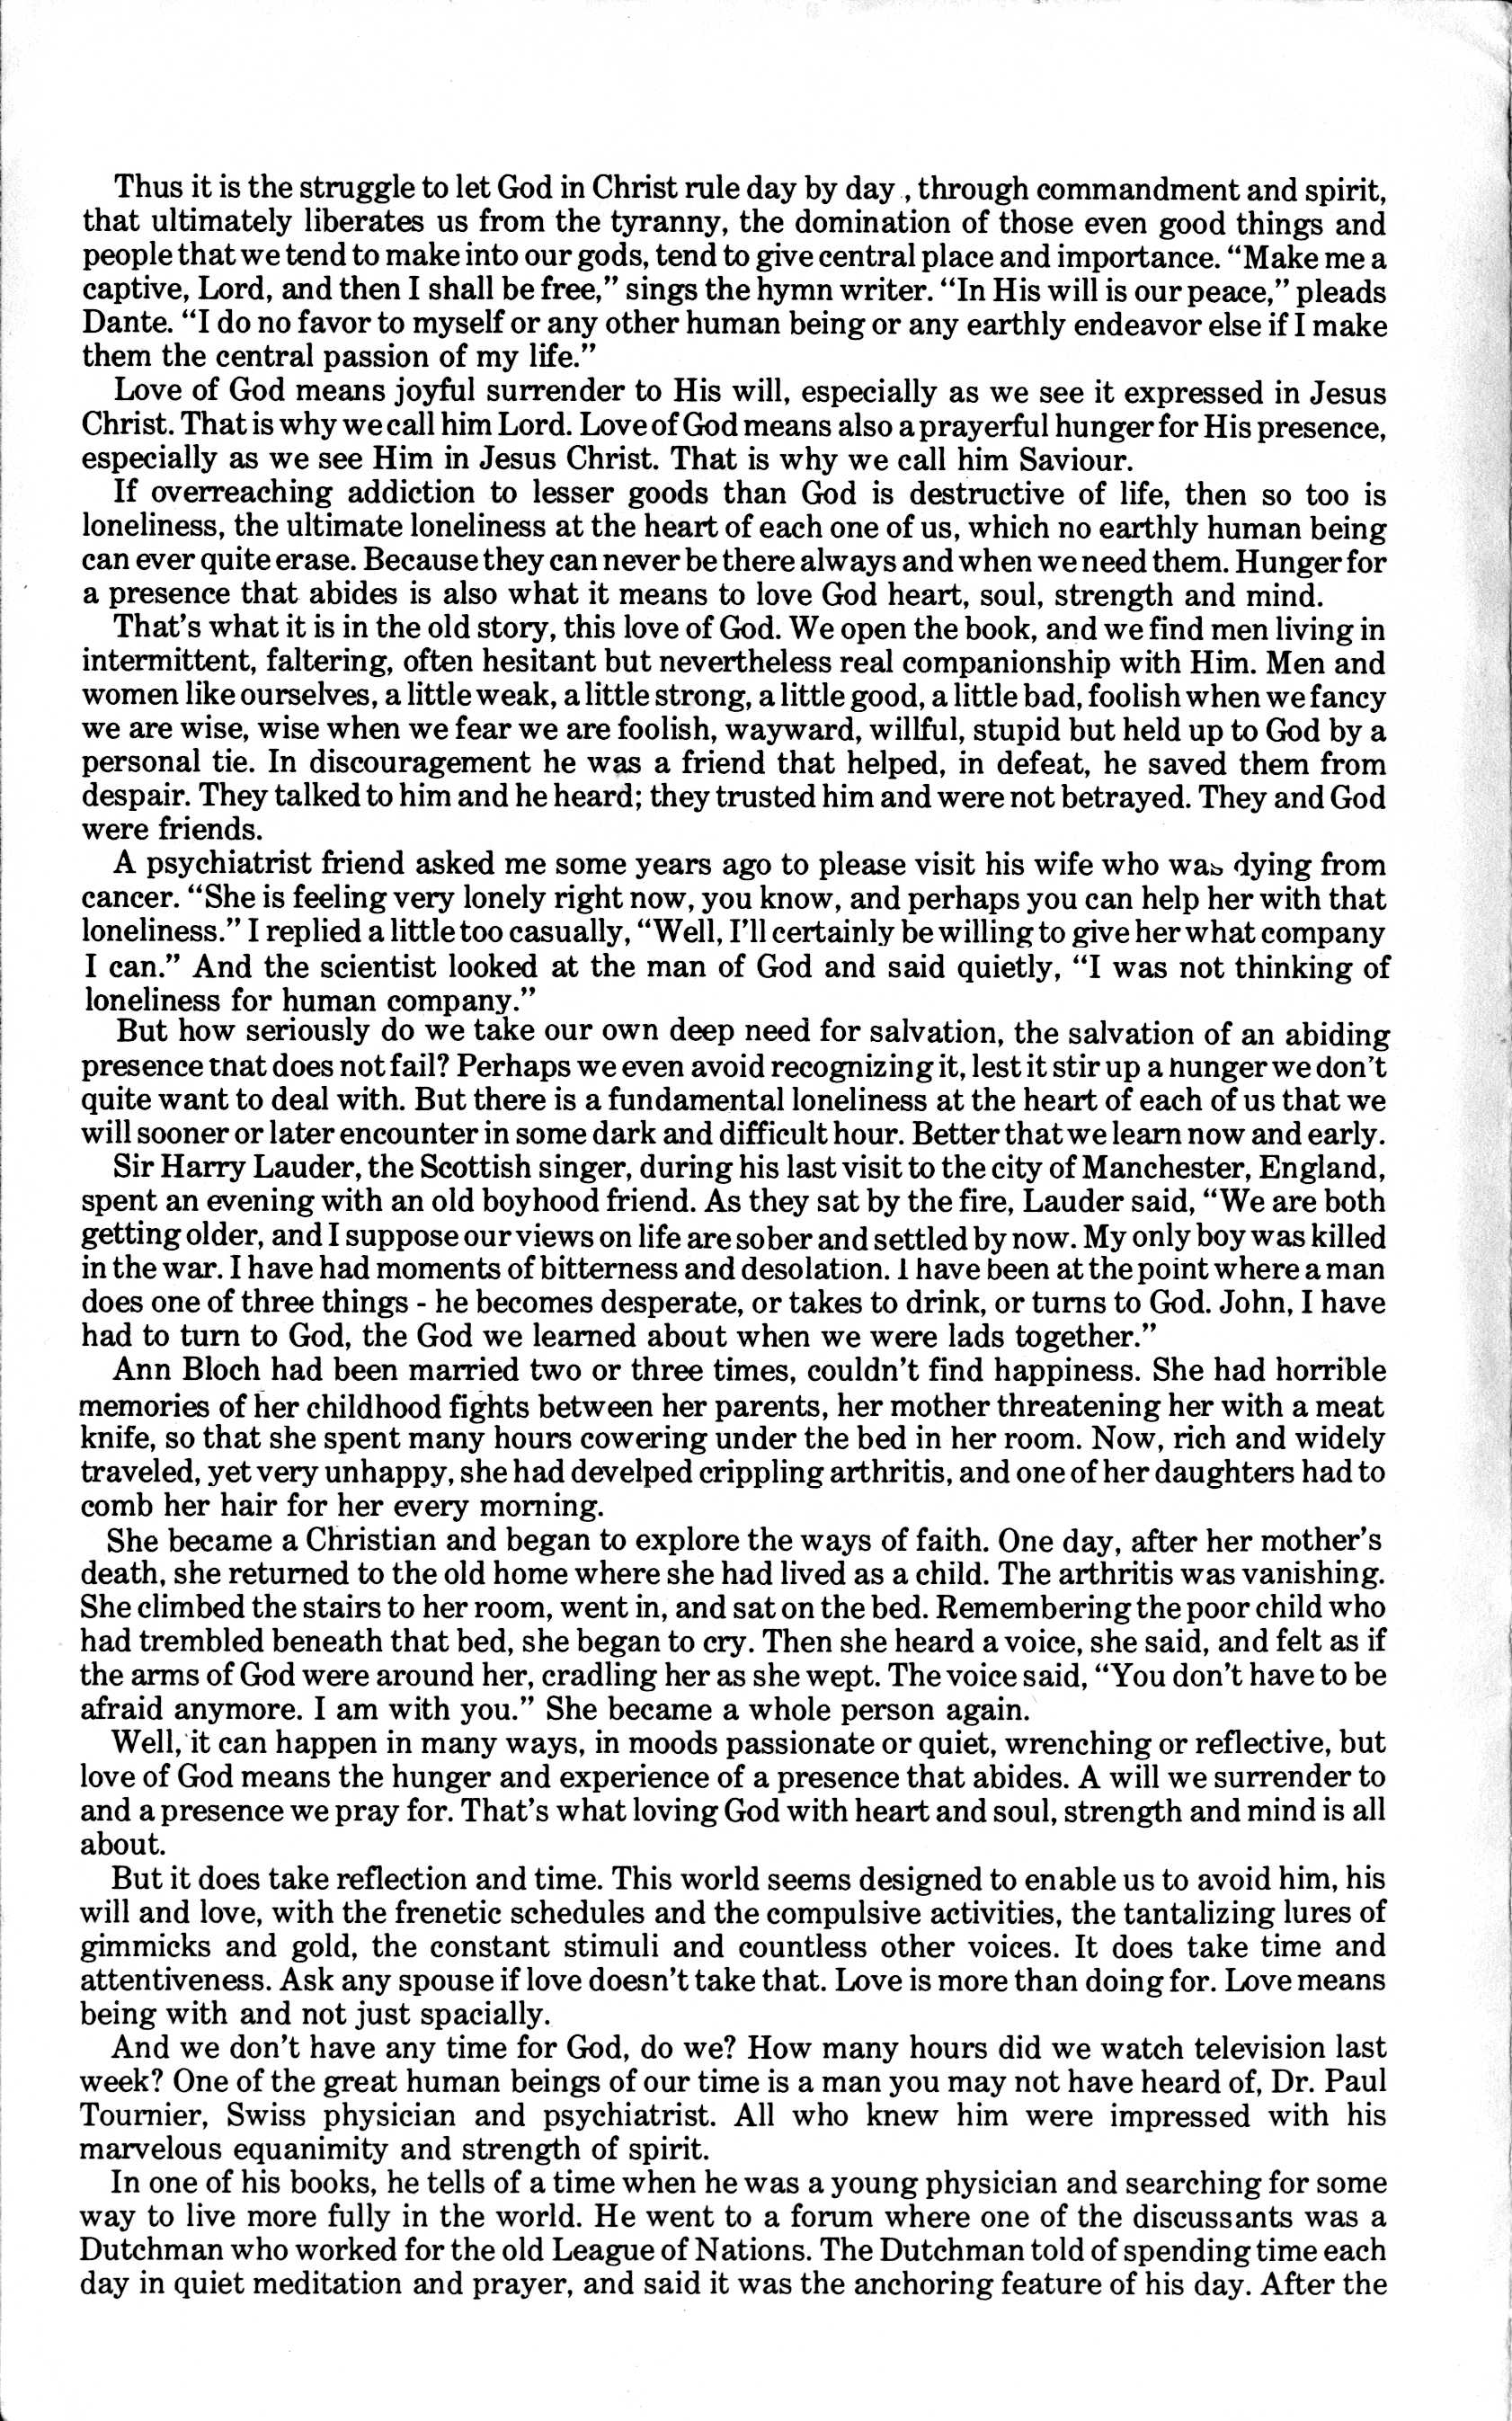 Thus it is the struggle to let God in Christ rule day by day , through commandment and spirit,
that ultimately liberates us from the tyranny, the domination of those even good things and
people that we tend to make into our gods, tend to give central place and importance. “Make me a
captive, Lord, and then I shall be free,” sings the hymn writer. “In His will is our peace,” pleads
Dante. “I do no favor to myself or any other human being or any earthly endeavor else if I make
them the central passion of my life.”
Love of God means joyful surrender to His will, especially as we see it expressed in Jesus
Christ. That is why we call him Lord. Love of God means also a prayerful hunger for His presence,
especially as we see Him in Jesus Christ. That is why we call him Saviour.
If overreaching addiction to lesser goods than God is destructive of life, then so too is
loneliness, the ultimate loneliness at the heart of each one of us, which no earthly human being
can ever quite erase. Because they can never be there always and when we need them. Hunger for
a presence that abides is also what it means to love God heart, soul, strength and mind.
That’s what it is in the old story, this love of God. We open the book, and we find men living in
intermittent, faltering, often hesitant but nevertheless real companionship with Him. Men and
women like ourselves, a little weak, a little strong, a little good, a little bad, foolish when we fancy
we are wise, wise when we fear we are foolish, wayward, willful, stupid but held up to God by a
personal tie. In discouragement he was a friend that helped, in defeat, he saved them from
despair. They talked to him and he heard; they trusted him and were not betrayed. They and God
were friends.
A psychiatrist friend asked me some years ago to please visit his wife who was dying from
cancer. “She is feeling very lonely right now, you know, and perhaps you can help her with that
loneliness.” I replied a little too casually, “Well, I’ll certainly be willing to give her what company
I can.” And the scientist looked at the man of God and said quietly, “I was not thinking of
loneliness for human company.”
But how seriously do we take our own deep need for salvation, the salvation of an abiding
presence that does not fail? Perhaps we even avoid recognizing it, lest it stir up a hunger we don’t
quite want to deal with. But there is a fundamental loneliness at the heart of each of us that we
will sooner or later encounter in some dark and difficult hour. Better that we learn now and early.
Sir Harry Lauder, the Scottish singer, during his last visit to the city of Manchester, England,
spent an evening with an old boyhood friend. As they sat by the fire, Lauder said, “We are both
getting older, and I suppose our views on life are sober and settled by now. My only boy was killed
in the war. I have had moments of bitterness and desolation. I have been at the point where a man
does one of three things - he becomes desperate, or takes to drink, or turns to God. John, I have
had to turn to God, the God we learned about when we were lads together.”
Ann Bloch had been married two or three times, couldn’t find happiness. She had horrible
memories of her childhood fights between her parents, her mother threatening her with a meat
knife, so that she spent many hours cowering under the bed in her room. Now, rich and widely
traveled, yet very unhappy, she had develped crippling arthritis, and one of her daughters had to
comb her hair for her every morning.
She became a Christian and began to explore the ways of faith. One day, after her mother’s
death, she returned to the old home where she had lived as a child. The arthritis was vanishing.
She climbed the stairs to her room, went in, and sat on the bed. Remembering the poor child who
had trembled beneath that bed, she began to cry. Then she heard a voice, she said, and felt as if
the arms of God were around her, cradling her as she wept. The voice said, “You don’t have to be
afraid anymore. I am with you.” She became a whole person again.
Well, it can happen in many ways, in moods passionate or quiet, wrenching or reflective, but
love of God means the hunger and experience of a presence that abides. A will we surrender to
and a presence we pray for. That’s what loving God with heart and soul, strength and mind is all
about.
But it does take reflection and time. This world seems designed to enable us to avoid him, his
will and love, with the frenetic schedules and the compulsive activities, the tantalizing lures of
gimmicks and gold, the constant stimuli and countless other voices. It does take time and
attentiveness. Ask any spouse if love doesn’t take that. Love is more than doing for. Love means
being with and not just spacially.
And we don’t have any time for God, do we? How many hours did we watch television last
week? One of the great human beings of our time is a man you may not have heard of, Dr. Paul
Tournier, Swiss physician and psychiatrist. All who knew him were impressed with his
marvelous equanimity and strength of spirit.
In one of his books, he tells of a time when he was a young physician and searching for some
way to live more fully in the world. He went to a forum where one of the discussants was a
Dutchman who worked for the old League of Nations. The Dutchman told of spending time each
day in quiet meditation and prayer, and said it was the anchoring feature of his day. After the